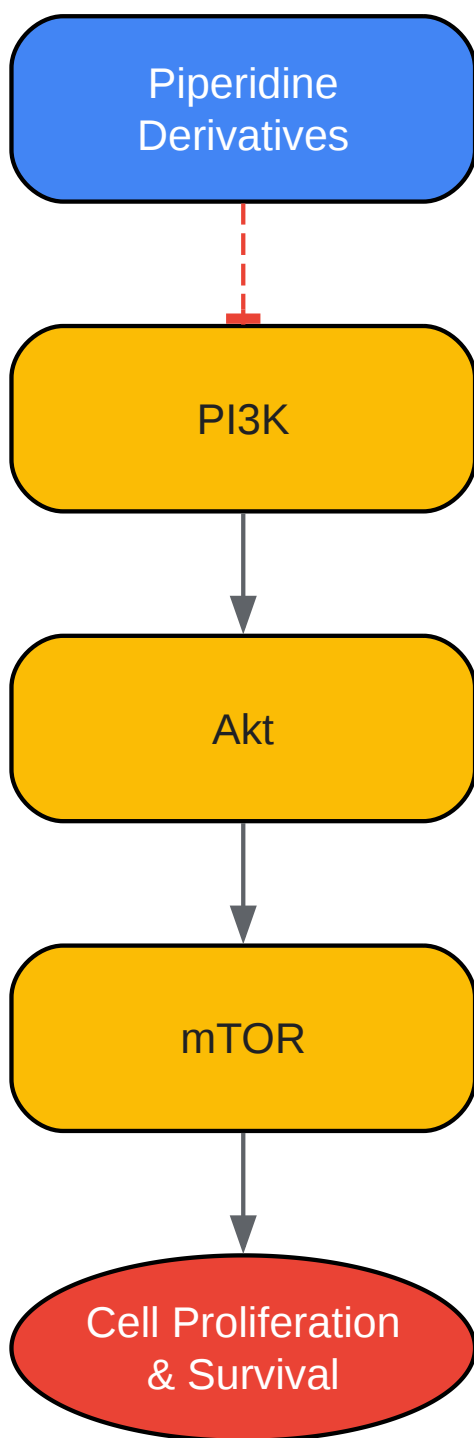 Piperidine
Derivatives
PI3K
Akt
mTOR
Cell Proliferation
& Survival